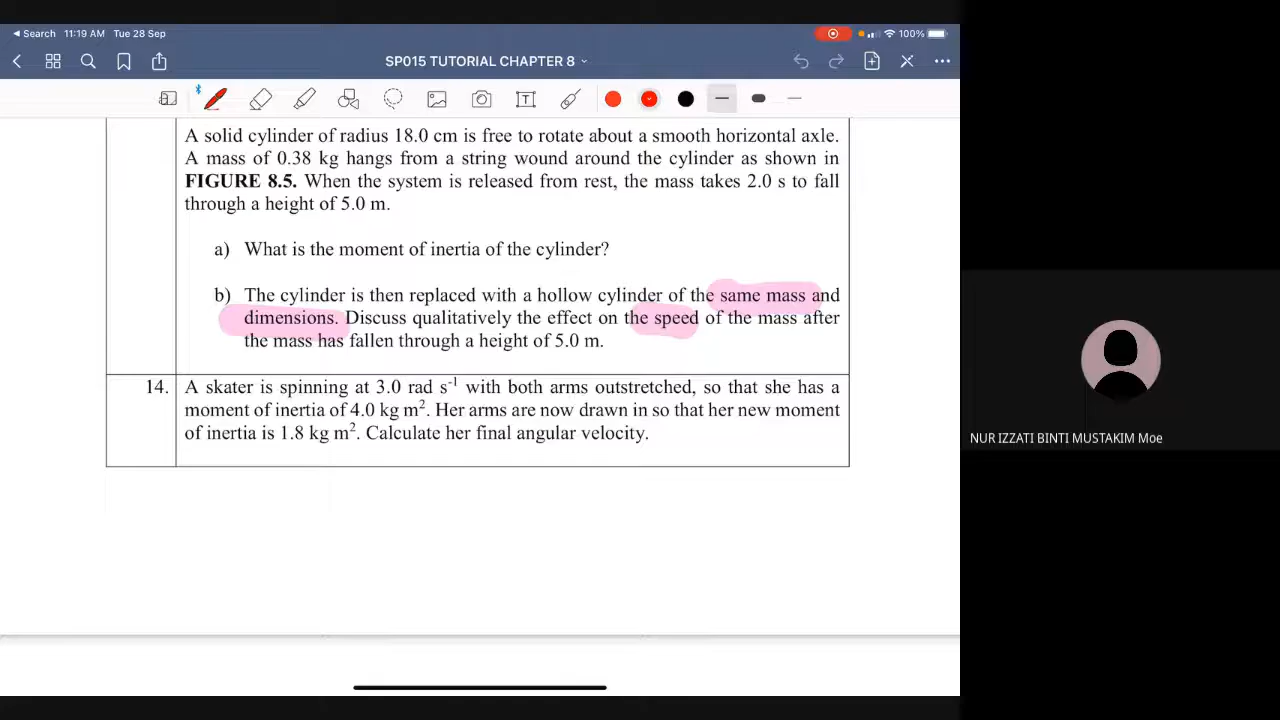 Search 11:19 AM Tue 28 Sep 100%
SP015 TUTORIAL CHAPTER 8
A solid cylinder of radius 18.0 cm is free to rotate about a smooth horizontal axle.
A mass of 0.38 kg hangs from a string wound around the cylinder as shown in
FIGURE 8.5. When the system is released from rest, the mass takes 2.0 s to fall
through a height of 5.0 m.
a) What is the moment of inertia of the cylinder?
b) The cylinder is then replaced with a hollow cylinder of the same mass and
dimensions. Discuss qualitatively the effect on the speed of the mass after
the mass has fallen through a height of 5.0 m.
14. A skater is spinning at 3.0 rad s⁻¹ with both arms outstretched, so that she has a
moment of inertia of 4.0 kg m². Her arms are now drawn in so that her new moment
of inertia is 1.8 kg m². Calculate her final angular velocity.
NUR IZZATI BINTI MUSTAKIM Moe